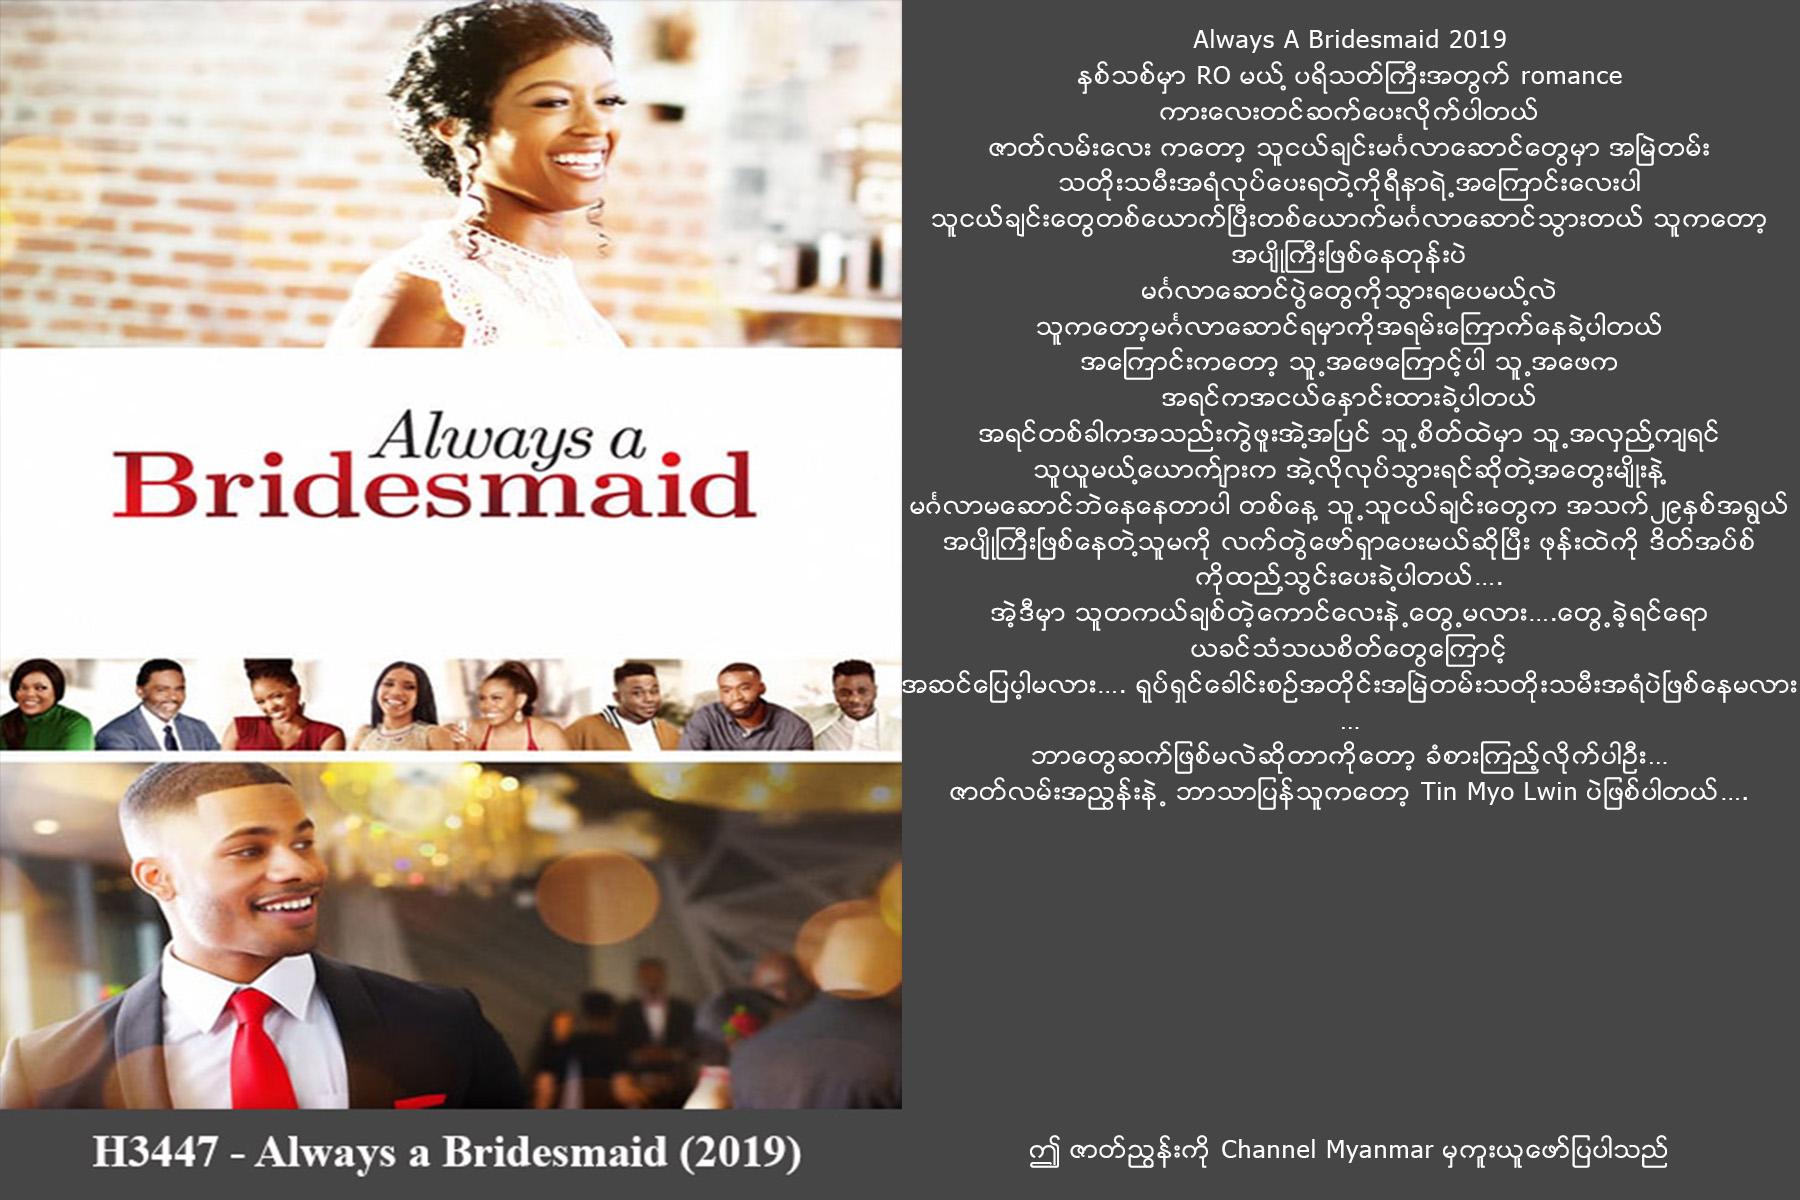 Always a
Bridesmaid
H3447 - Always a Bridesmaid (2019)
Always A Bridesmaid 2019
နှစ်သစ်မှာ RO မယ့် ပရိသတ်ကြီးအတွက် romance
ကားလေးတင်ဆက်ပေးလိုက်ပါတယ်
ဇာတ်လမ်းလေး ကတော့ သူငယ်ချင်းမင်္ဂလာဆောင်တွေမှာ အမြဲတမ်း
သတိုးသမီးအရံလုပ်ပေးရတဲ့ကိုရီနာရဲ့အကြောင်းလေးပါ
သူငယ်ချင်းတွေတစ်ယောက်ပြီးတစ်ယောက်မင်္ဂလာဆောင်သွားတယ် သူကတော့
အပျိုကြီးဖြစ်နေတုန်းပဲ
မင်္ဂလာဆောင်ပွဲတွေကိုသွားရပေမယ့်လဲ
သူကတော့မင်္ဂလာဆောင်ရမှာကိုအရမ်းကြောက်နေခဲ့ပါတယ်
အကြောင်းကတော့ သူ့အဖေကြောင့်ပါ သူ့အဖေက
အရင်ကအငယ်နှောင်းထားခဲ့ပါတယ်
အရင်တစ်ခါကအသည်းကွဲဖူးအဲ့အပြင် သူ့စိတ်ထဲမှာ သူ့အလှည့်ကျရင်
သူယူမယ့်ယောက်ျားက အဲ့လိုလုပ်သွားရင်ဆိုတဲ့အတွေးမျိုးနဲ့
မင်္ဂလာမဆောင်ဘဲနေနေတာပါ တစ်နေ့ သူ့သူငယ်ချင်းတွေက အသက်၂၉နှစ်အရွယ်
အပျိုကြီးဖြစ်နေတဲ့သူမကို လက်တွဲဖော်ရှာပေးမယ်ဆိုပြီး ဖုန်းထဲကို ဒိတ်အပ်စ်
ကိုထည့်သွင်းပေးခဲ့ပါတယ်....
အဲ့ဒီမှာ သူတကယ်ချစ်တဲ့ကောင်လေးနဲ့တွေ့မလား....တွေ့ခဲ့ရင်ရော
ယခင်သံသယစိတ်တွေကြောင့်
အဆင်ပြေပ့ါမလား.... ရုပ်ရှင်ခေါင်းစဉ်အတိုင်းအမြဲတမ်းသတိုးသမီးအရံပဲဖြစ်နေမလား
...
ဘာတွေဆက်ဖြစ်မလဲဆိုတာကိုတော့ ခံစားကြည့်လိုက်ပါဦး...
ဇာတ်လမ်းအညွှန်းနဲ့ ဘာသာပြန်သူကတော့ Tin Myo Lwin ပဲဖြစ်ပါတယ်....
ဤ ဇာတ်ညွှန်းကို Channel Myanmar မှကူးယူဖော်ပြပါသည်